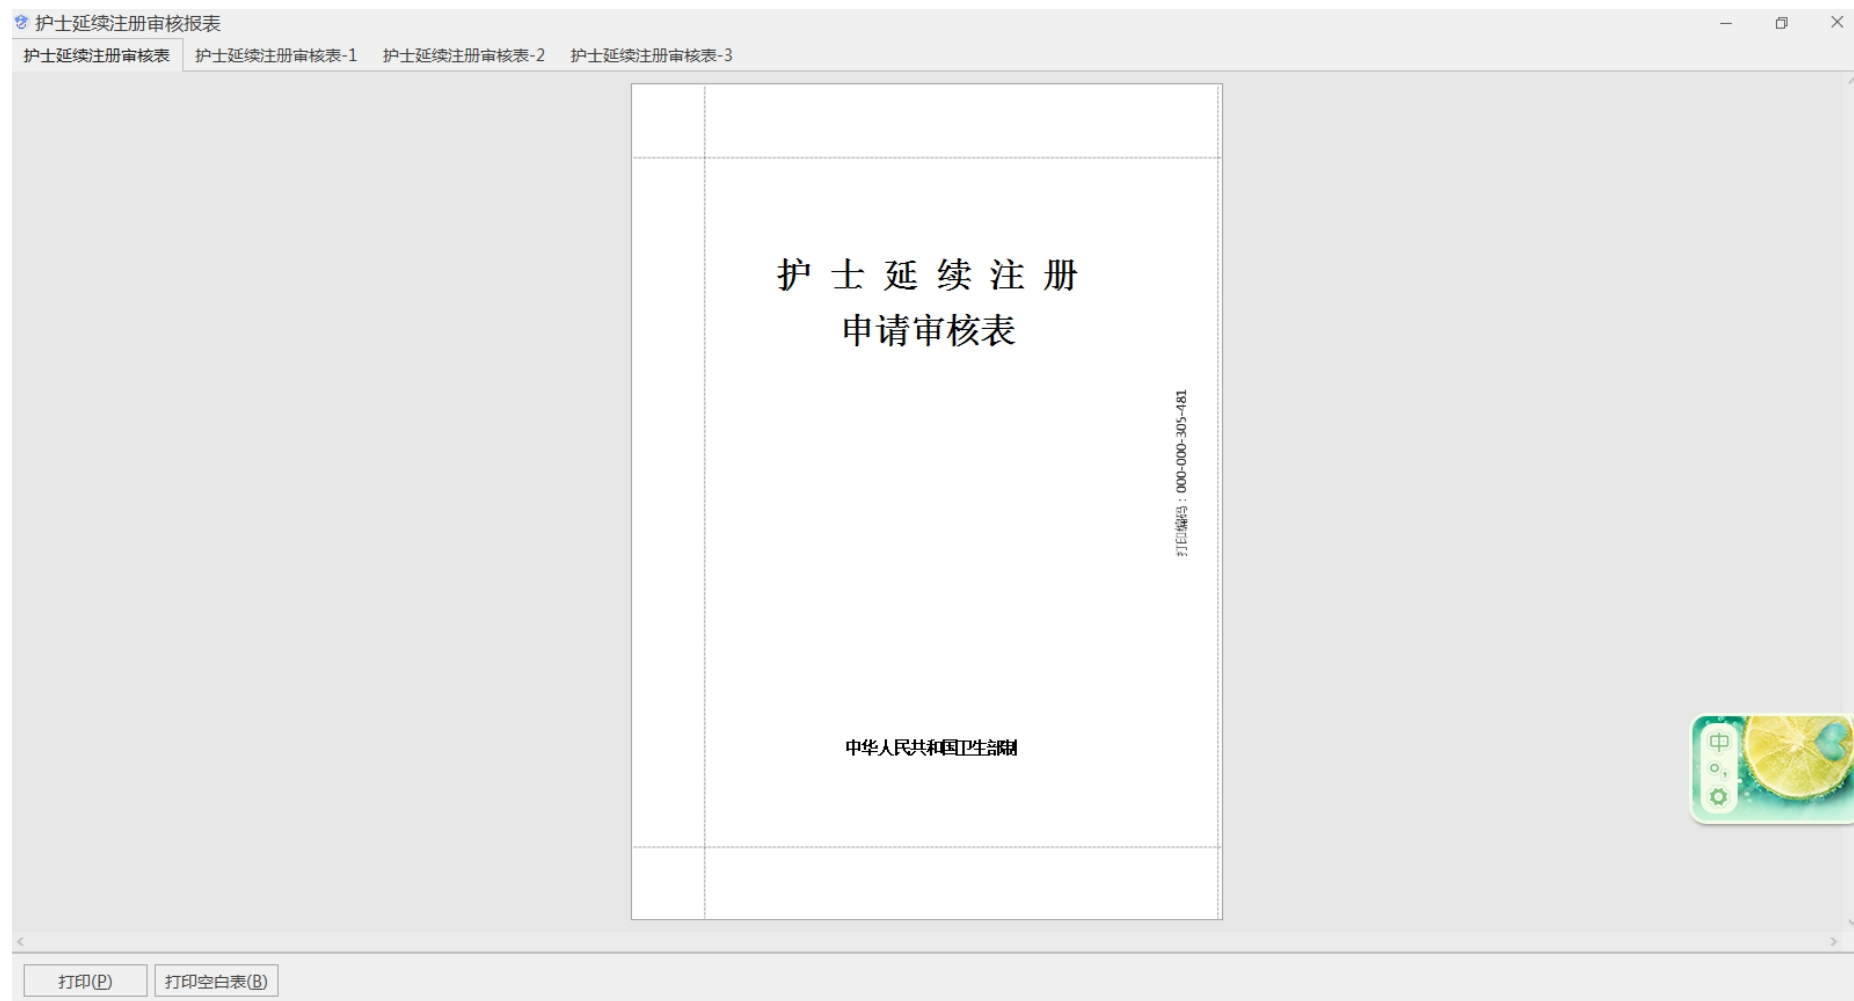 护士延续注册审核报表
护士延续注册审核表 护士延续注册审核表-1 护士延续注册审核表-2 护士延续注册审核表-3
护士延续注册
申请审核表
打印编码：000-000-305-481
中华人民共和国卫生部制
中
打印(P) 打印空白表(B)